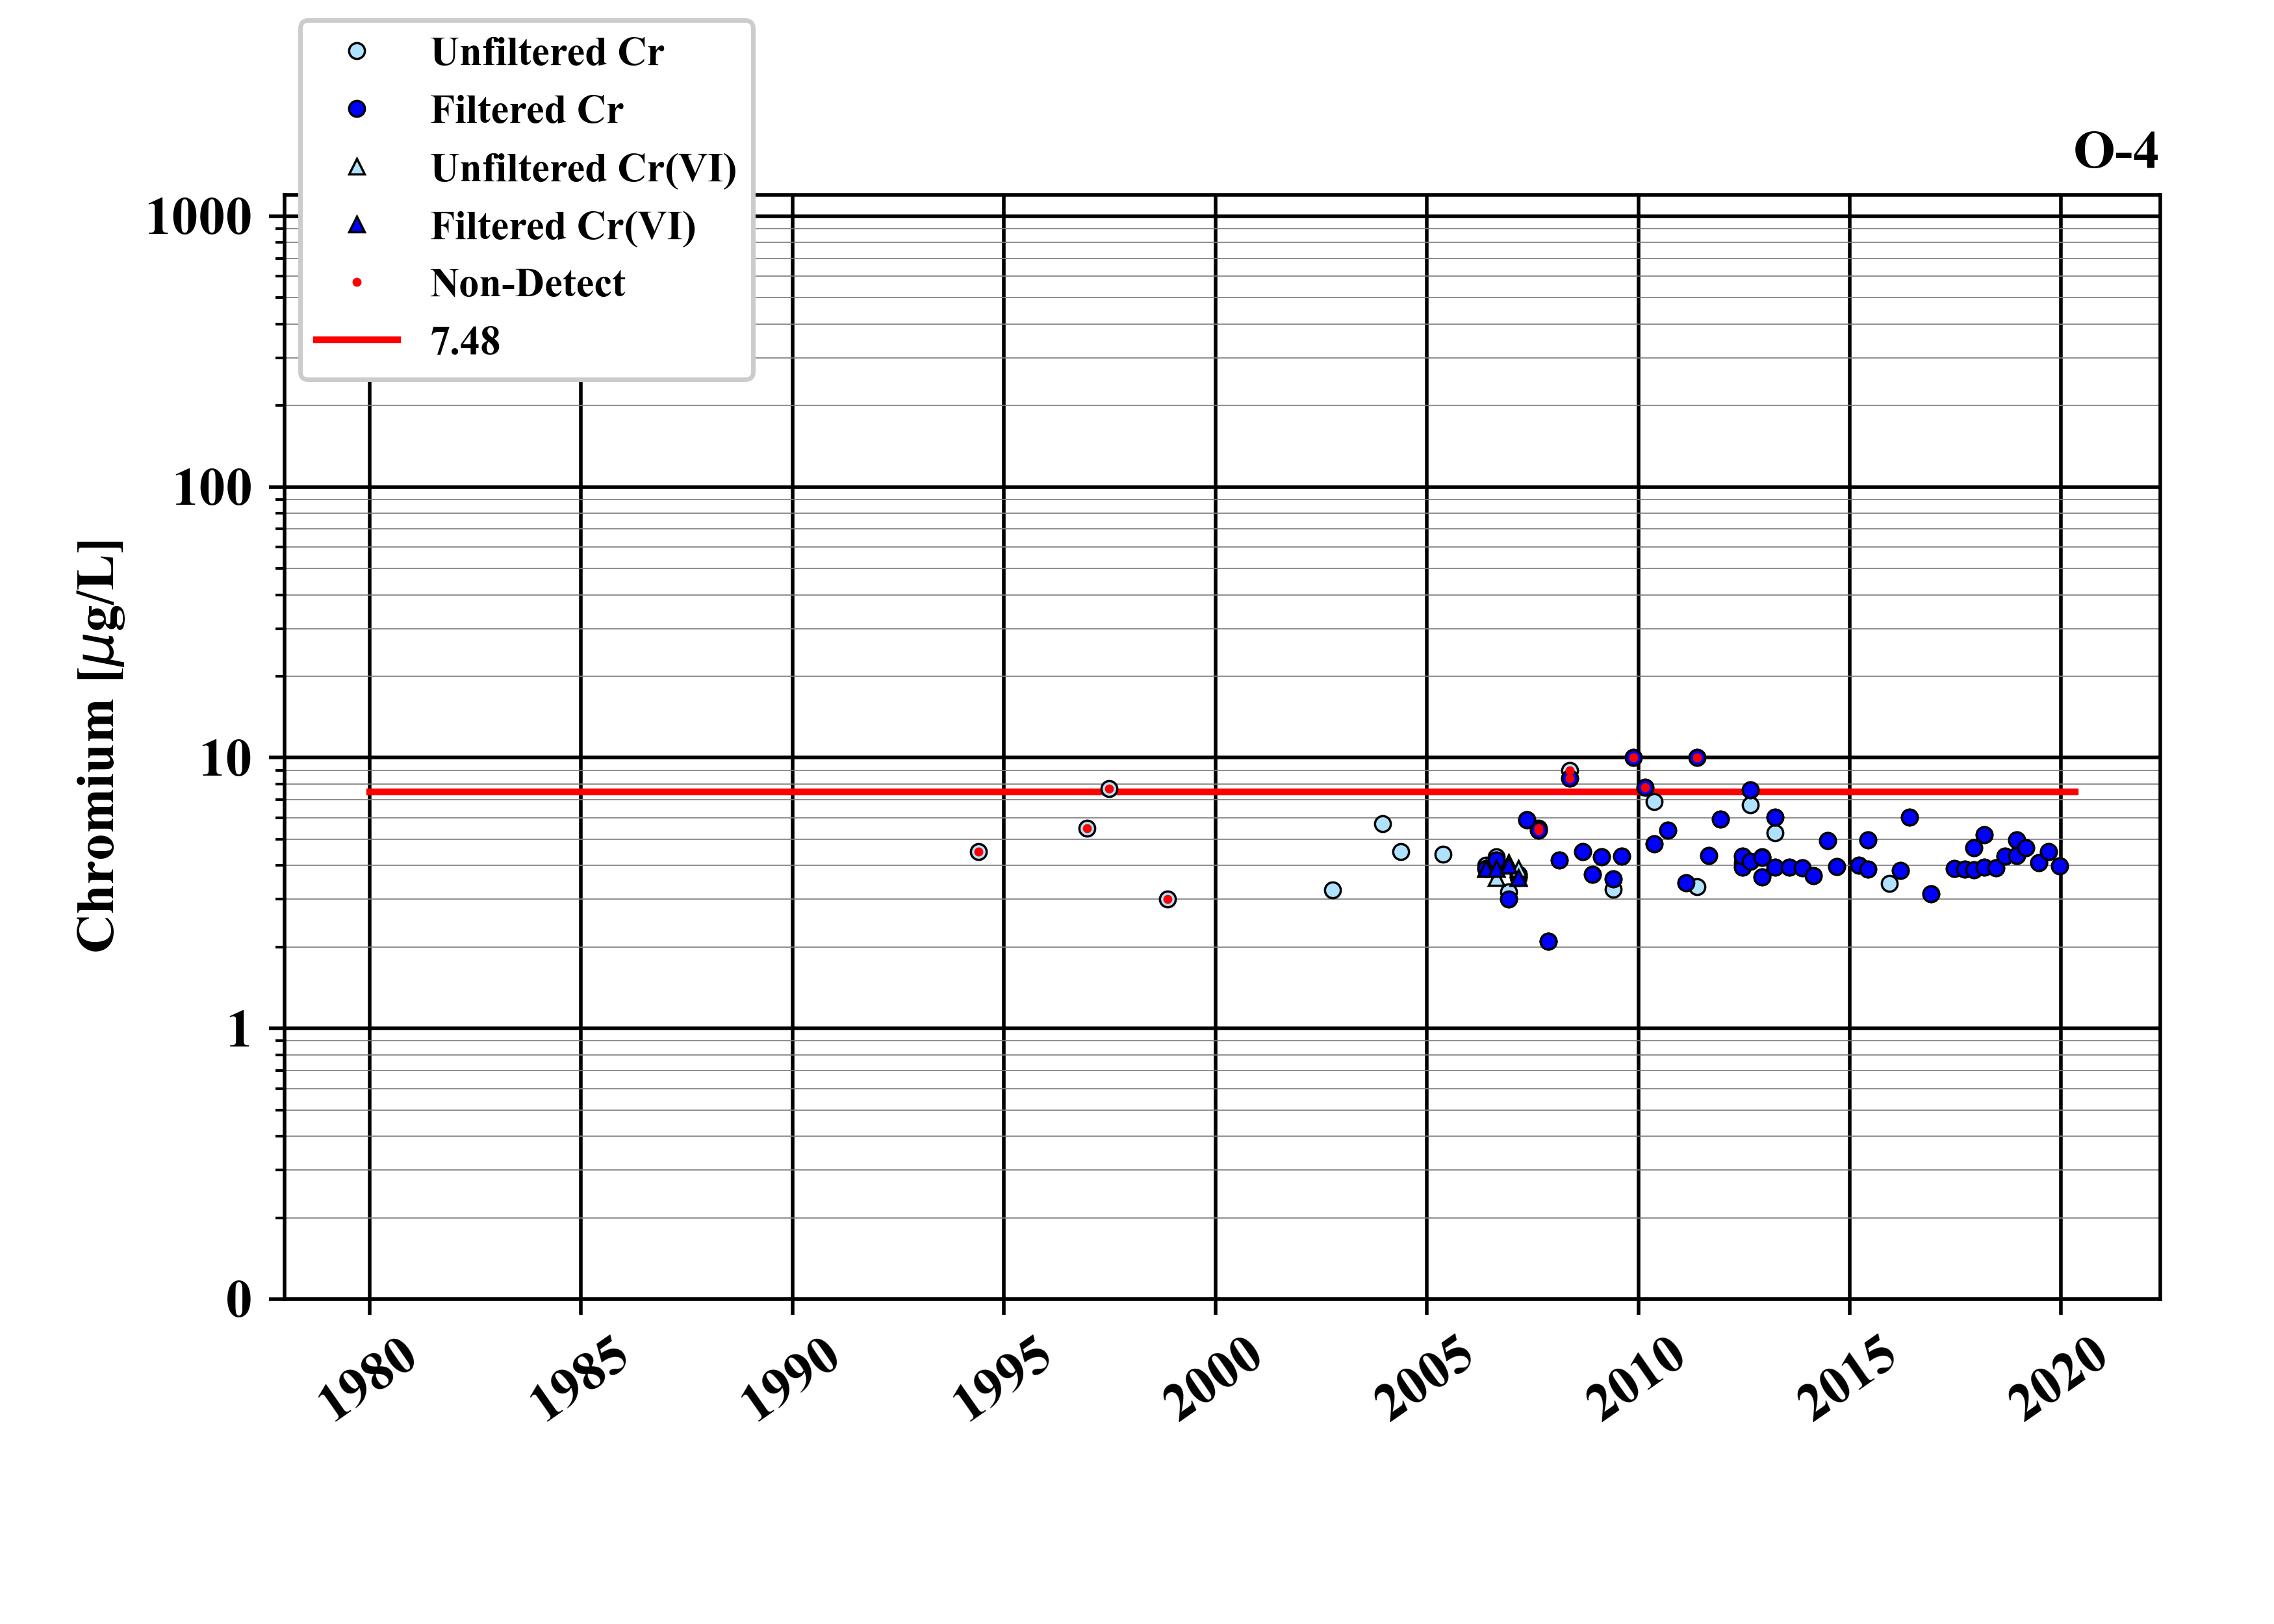 Unfiltered Cr
Filtered Cr
Unfiltered Cr(VI)
Filtered Cr(VI)
Non-Detect
7.48
O-4
Chromium [μg/L]
1000
100
10
1
0
1980
1985
1990
1995
2000
2005
2010
2015
2020